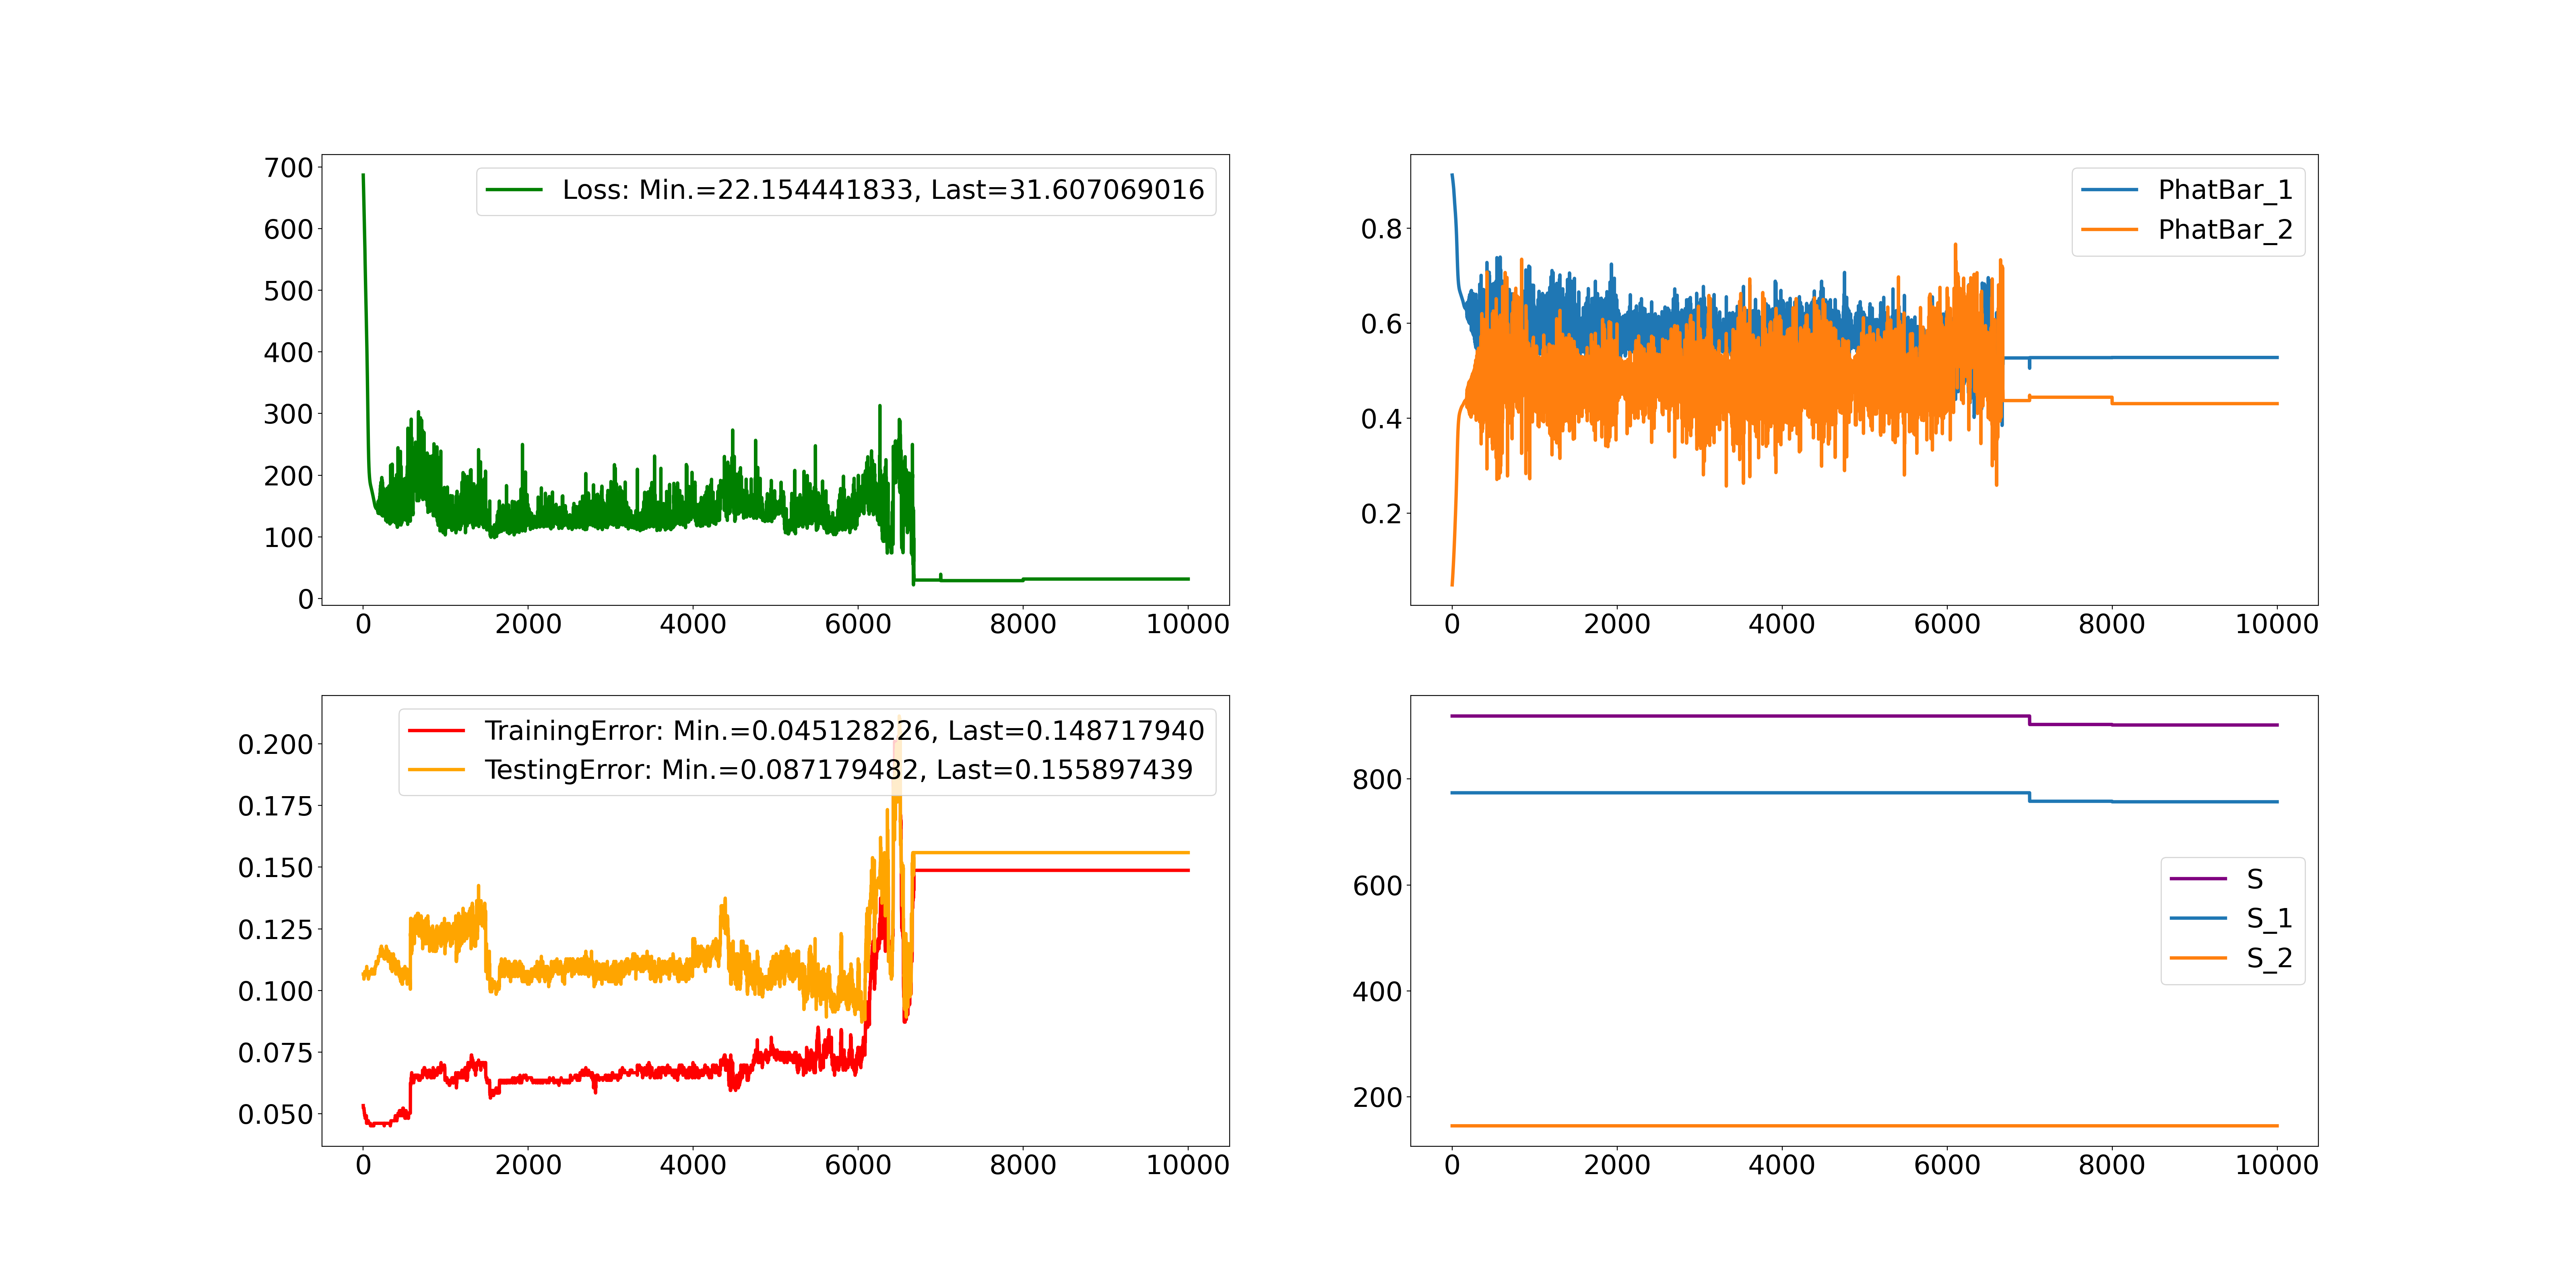 700
600
500
400
300
200
100
0
Loss: Min.=22.154441833, Last=31.607069016
0 2000 4000 6000 8000 10000
0.8
0.6
0.4
0.2
PhatBar_1
PhatBar_2
0 2000 4000 6000 8000 10000
0.200
0.175
0.150
0.125
0.100
0.075
0.050
TrainingError: Min.=0.045128226, Last=0.148717940
TestingError: Min.=0.087179482, Last=0.155897439
0 2000 4000 6000 8000 10000
800
600
400
200
S
S_1
S_2
0 2000 4000 6000 8000 10000